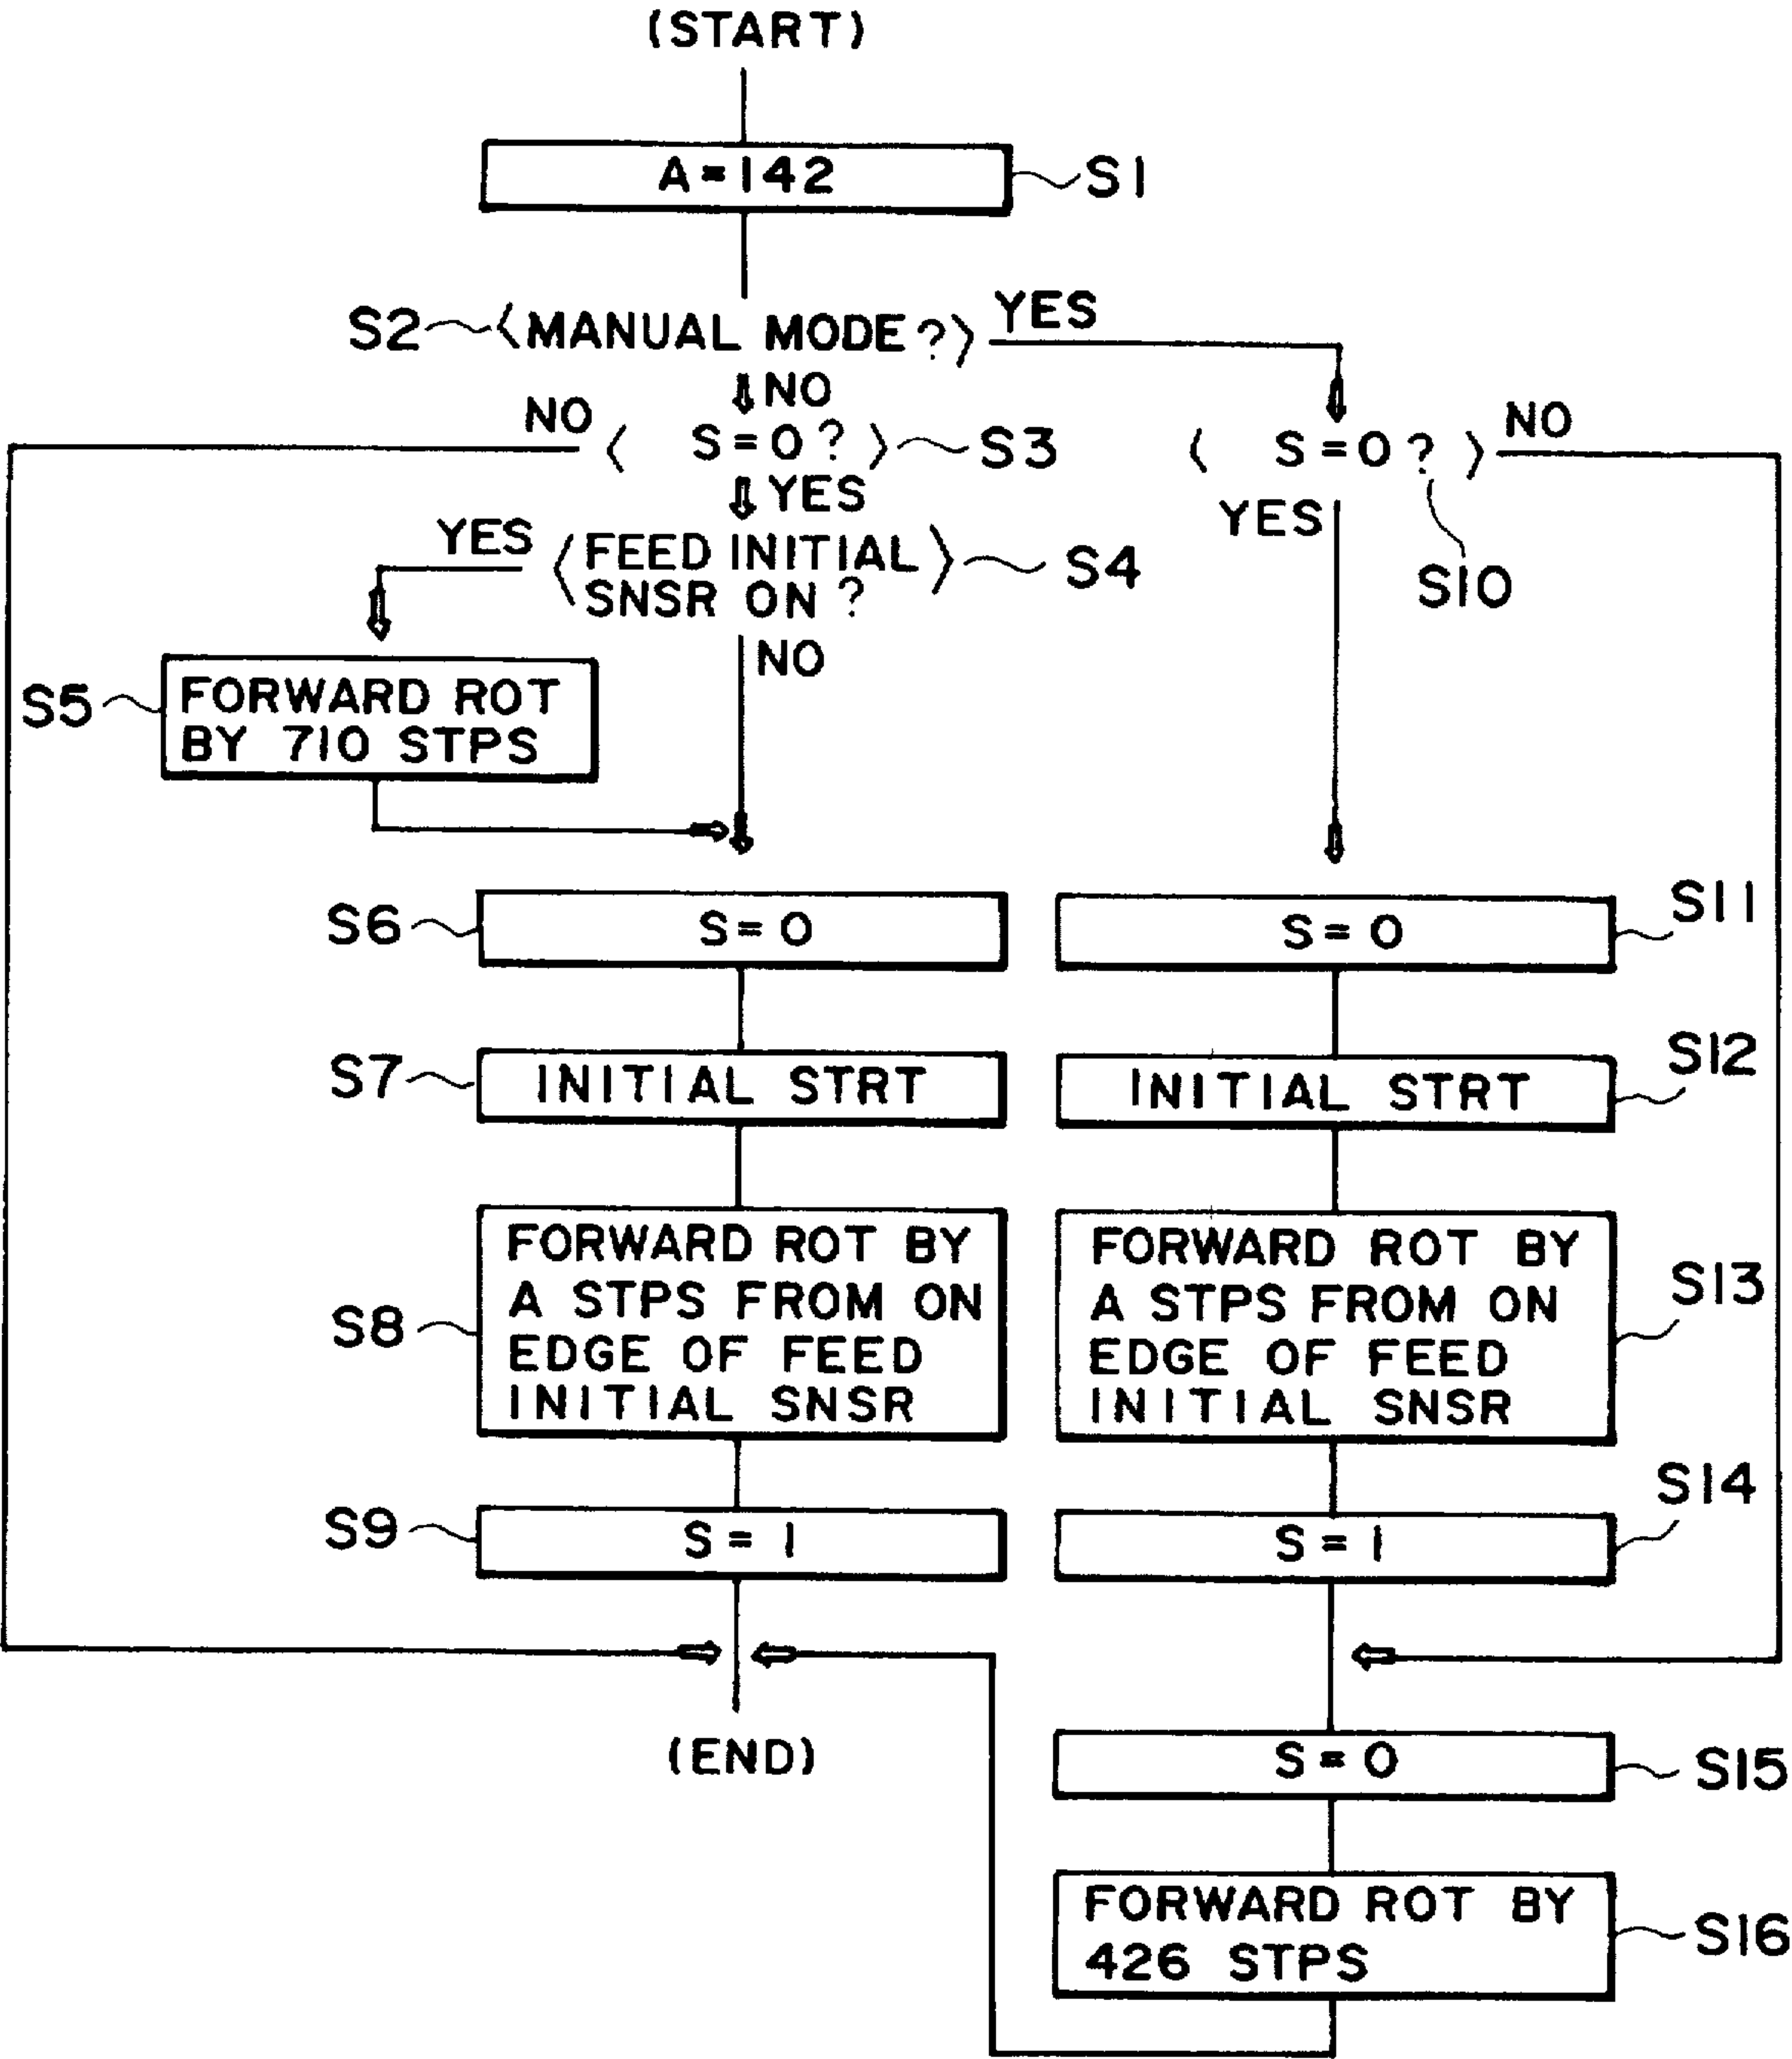 (START)
A=142
S1
S2
<MANUAL MODE?>
YES
NO
NO
< S=0? >
S3
< S=0? >
NO
YES
YES
S10
YES
<FEED INITIAL
SNSR ON ?>
S4
NO
S5
FORWARD ROT
BY 710 STPS
S6
S=0
S=0
S11
S7
INITIAL STRT
INITIAL STRT
S12
S8
FORWARD ROT BY
A STPS FROM ON
EDGE OF FEED
INITIAL SNSR
FORWARD ROT BY
A STPS FROM ON
EDGE OF FEED
INITIAL SNSR
S13
S9
S=1
S=1
S14
(END)
S=0
S15
FORWARD ROT BY
426 STPS
S16